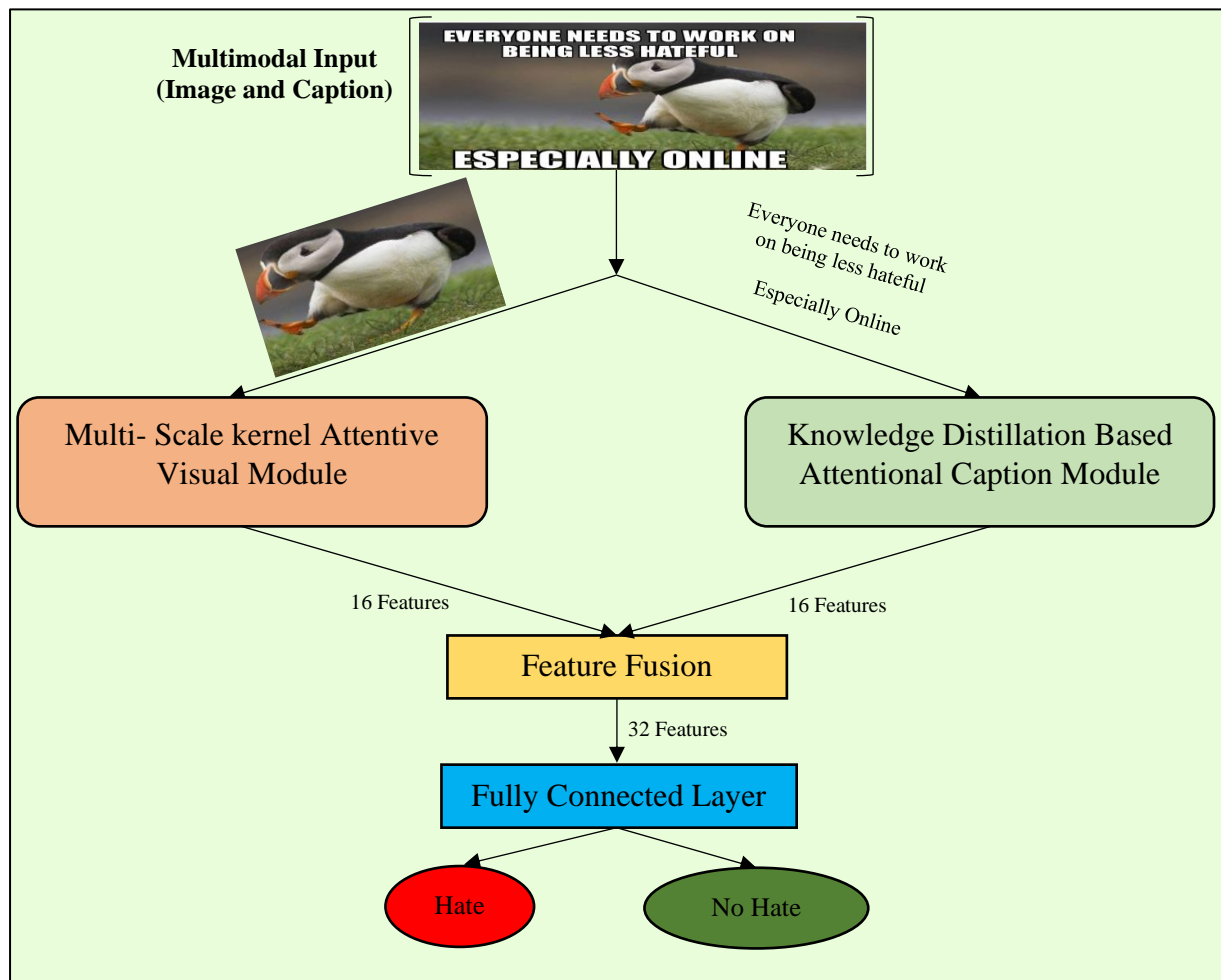 Multimodal Input
(Image and Caption)
EVERYONE NEEDS TO WORK ON
BEING LESS HATEFUL
ESPECIALLY ONLINE
Everyone needs to work
on being less hateful
Especially Online
Multi- Scale kernel Attentive
Visual Module
Knowledge Distillation Based
Attentional Caption Module
16 Features
16 Features
Feature Fusion
32 Features
Fully Connected Layer
Hate
No Hate